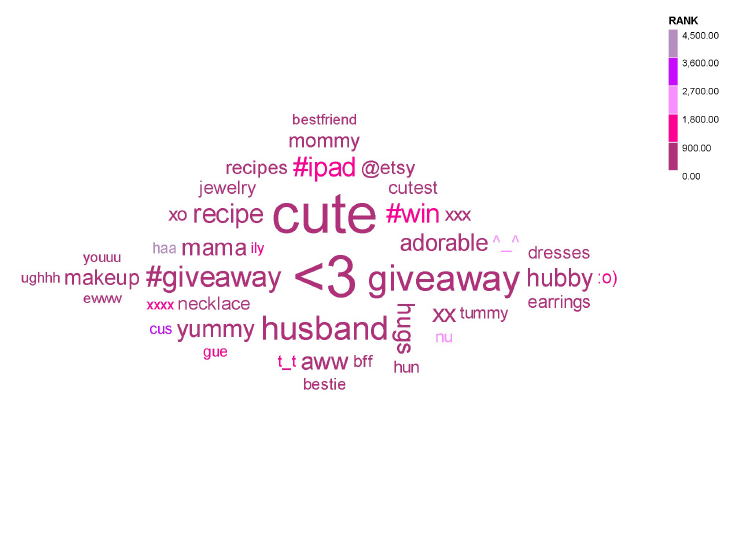 RANK
4,500.00
3,600.00
2,700.00
1,800.00
900.00
0.00
bestfriend
mommy
recipes #ipad @etsy
jewelry cutest
xo recipe cute #win xxx
haa mama ily adorable ^_^
youuu dresses
ughhh makeup #giveaway <3 giveaway hubby :o)
ewww earrings
xxxx necklace
cus yummy husband hugs xx tummy
nu
gue
t_t aww bff hun
bestie